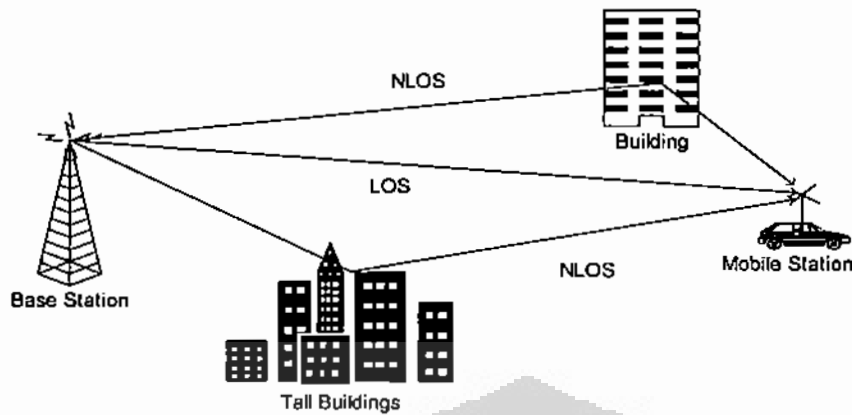 NLOS
Building
LOS
Base Station
NLOS
Mobile Station
Tall Buildings